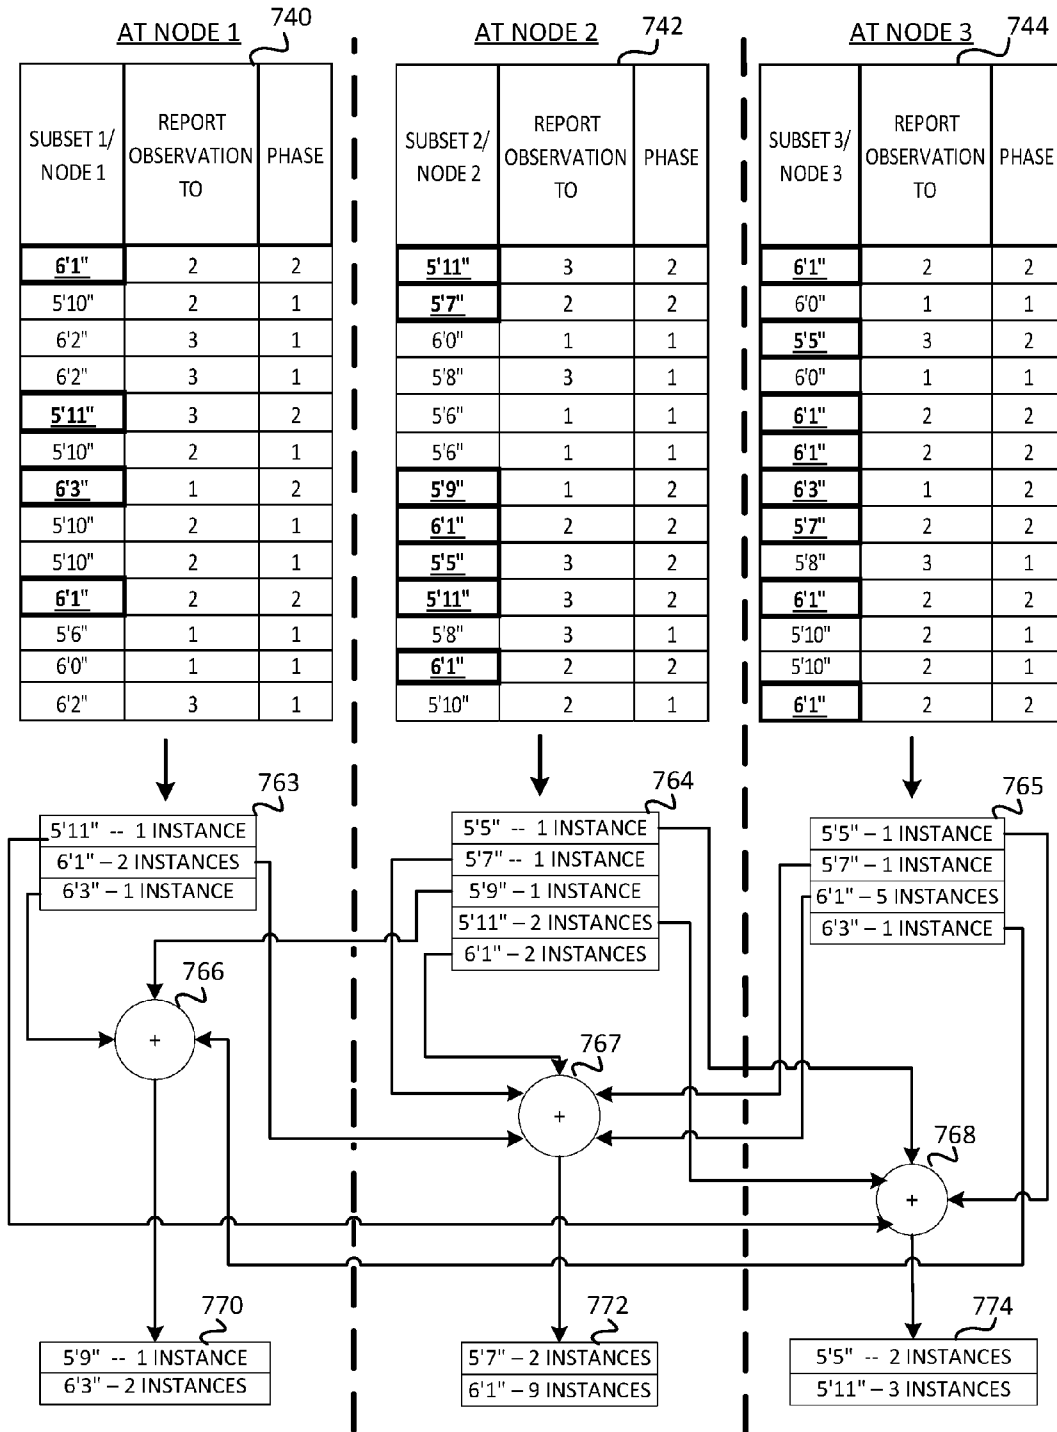 AT NODE 1
740
AT NODE 2
742
AT NODE 3
744
SUBSET 1/ NODE 1 REPORT OBSERVATION TO PHASE
6'1" 2 2
5'10" 2 1
6'2" 3 1
6'2" 3 1
5'11" 3 2
5'10" 2 1
6'3" 1 2
5'10" 2 1
5'10" 2 1
6'1" 2 2
5'6" 1 1
6'0" 1 1
6'2" 3 1
SUBSET 2/ NODE 2 REPORT OBSERVATION TO PHASE
5'11" 3 2
5'7" 2 2
6'0" 1 1
5'8" 3 1
5'6" 1 1
5'6" 1 1
5'9" 1 2
6'1" 2 2
5'5" 3 2
5'11" 3 2
5'8" 3 1
6'1" 2 2
5'10" 2 1
SUBSET 3/ NODE 3 REPORT OBSERVATION TO PHASE
6'1" 2 2
6'0" 1 1
5'5" 3 2
6'0" 1 1
6'1" 2 2
6'1" 2 2
6'3" 1 2
5'7" 2 2
5'8" 3 1
6'1" 2 2
5'10" 2 1
5'10" 2 1
6'1" 2 2
763
5'11" -- 1 INSTANCE
6'1" – 2 INSTANCES
6'3" – 1 INSTANCE
764
5'5" -- 1 INSTANCE
5'7" -- 1 INSTANCE
5'9" – 1 INSTANCE
5'11" – 2 INSTANCES
6'1" – 2 INSTANCES
765
5'5" – 1 INSTANCE
5'7" – 1 INSTANCE
6'1" – 5 INSTANCES
6'3" – 1 INSTANCE
766
+
767
+
768
+
770
5'9" -- 1 INSTANCE
6'3" – 2 INSTANCES
772
5'7" – 2 INSTANCES
6'1" – 9 INSTANCES
774
5'5" -- 2 INSTANCES
5'11" – 3 INSTANCES